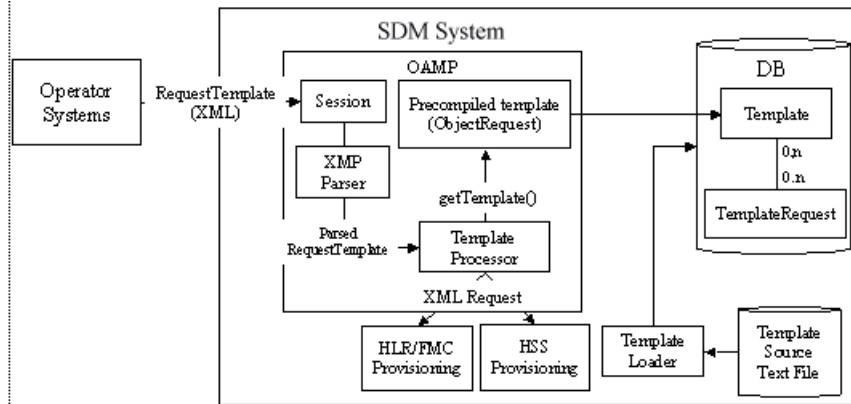 SDM System
OAMP
DB
Operator
Systems
RequestTemplate
(XML)
Session
Precompiled template
(ObjectRequest)
Template
XMP
Parser
0,n
0..n
getTemplate()
TemplateRequest
Parsed
RequestTemplate
Template
Processor
XML Request
HLR/FMC
Provisioning
HSS
Provisioning
Template
Loader
Template
Source
Text File